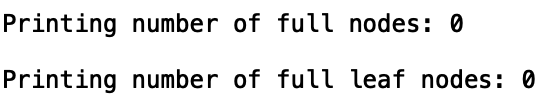 Printing number of full nodes: 0
Printing number of full leaf nodes: 0